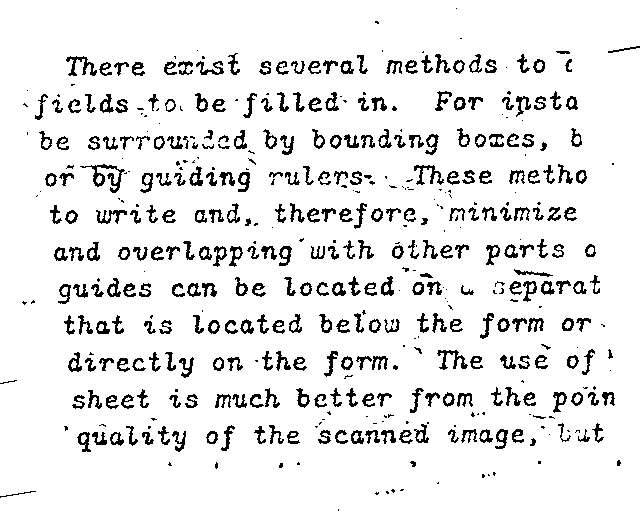 There exist several methods to
fields to be filled in. For insta
be surrounded by bounding boxes, b
or by guiding rulers. These metho
to write and, therefore, minimize
and overlapping with other parts o
guides can be located on a separat
that is located below the form or
directly on the form. The use of
sheet is much better from the poin
quality of the scanned image, but